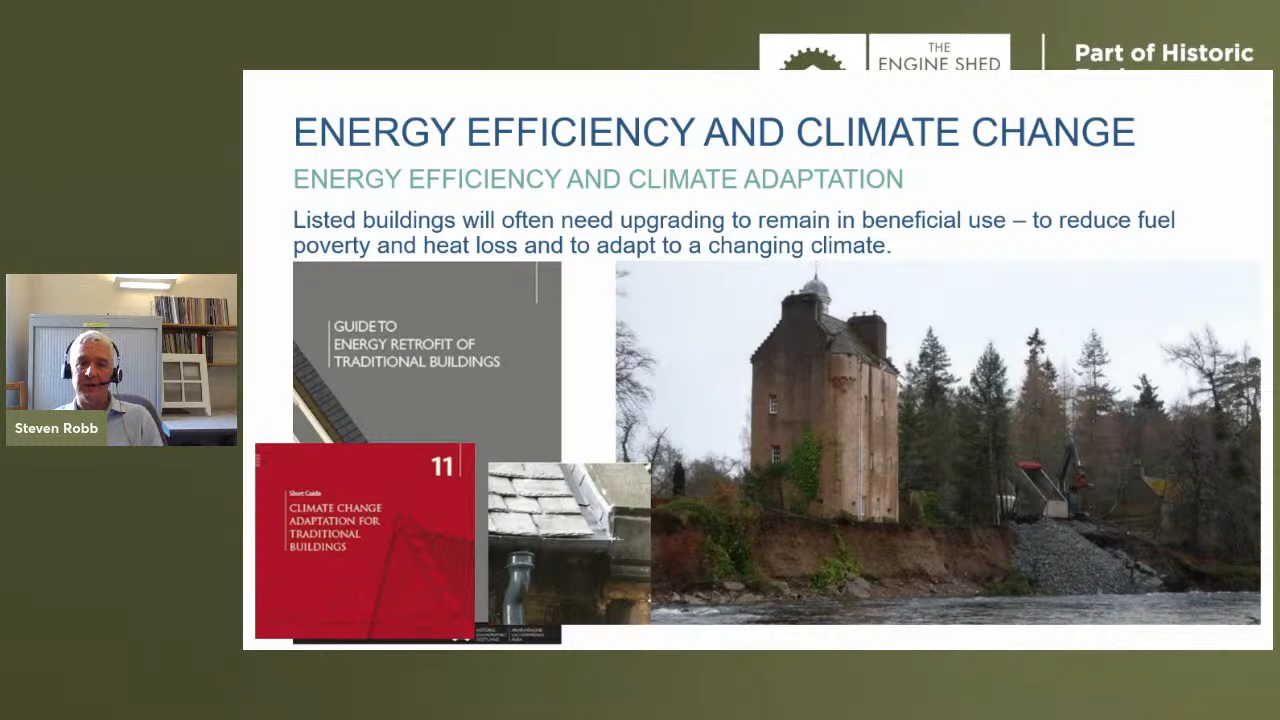 THE
ENGINE SHED
Part of Historic
ENERGY EFFICIENCY AND CLIMATE CHANGE
ENERGY EFFICIENCY AND CLIMATE ADAPTATION
Listed buildings will often need upgrading to remain in beneficial use – to reduce fuel
poverty and heat loss and to adapt to a changing climate.
GUIDE TO
ENERGY RETROFIT OF
TRADITIONAL BUILDINGS
11
Short Guide
CLIMATE CHANGE
ADAPTATION FOR
TRADITIONAL
BUILDINGS
Steven Robb